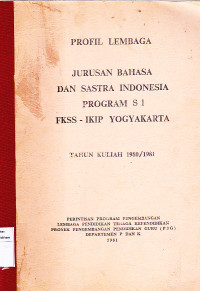 PROFIL LEMBAGA
JURUSAN BAHASA
DAN SASTRA INDONESIA
PROGRAM S 1
FKSS - IKIP YOGYAKARTA
TAHUN KULIAH 1980/1981
PERINTISAN PROGRAM PENGEMBANGAN
LEMBAGA PENDIDIKAN TENAGA KEPENDIDIKAN
PROYEK PENGEMBANGAN PENDIDIKAN GURU (P3G)
DEPARTEMEN P DAN K
1981